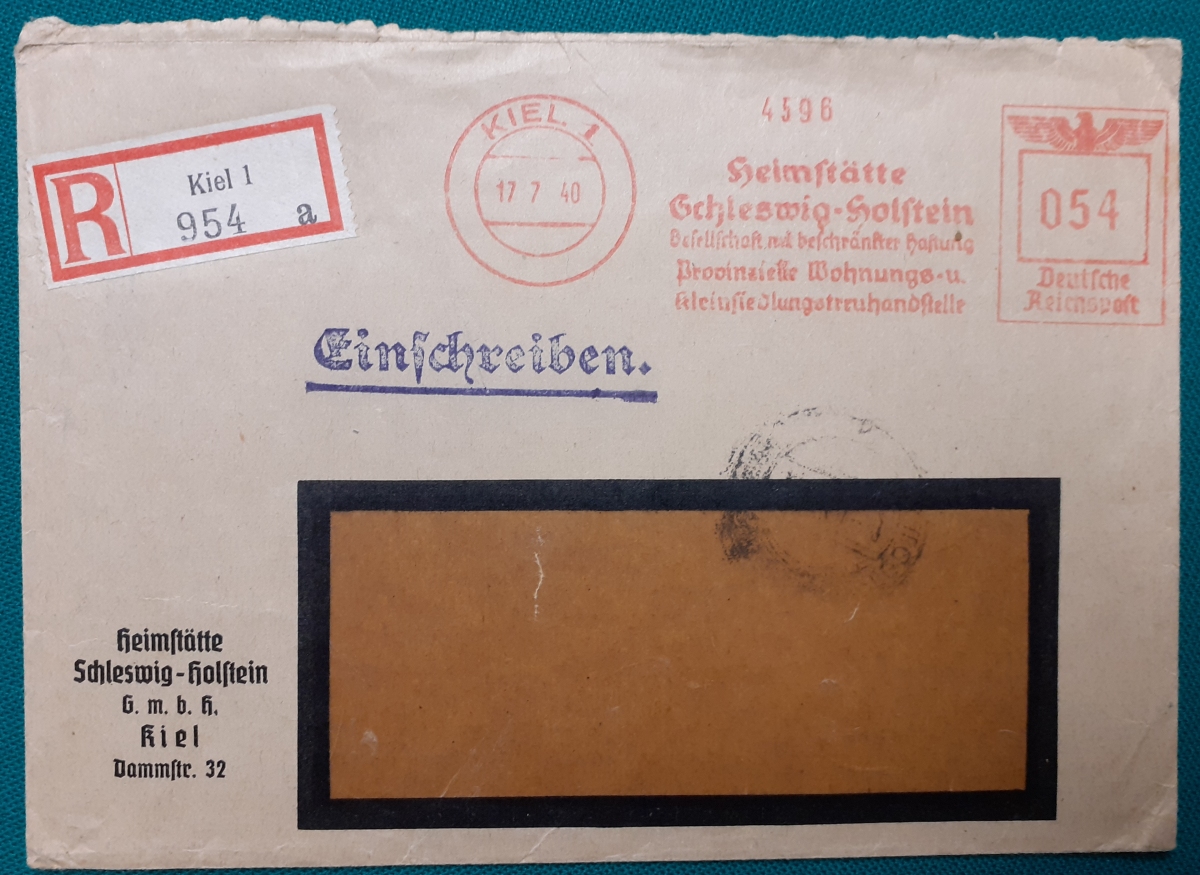 R
Kiel 1
954 a
KIEL 1
17 7 40
4596
Heimstätte
Schleswig-Holstein
Gesellschaft mit beschränkter Haftung
Provinzielle Wohnungs-u.
Kleinsiedlungstreuhandstelle
054
Deutsche
Reichspost
Einschreiben.
Heimstätte
Schleswig-Holstein
G. m. b. H.
Kiel
Dammstr. 32